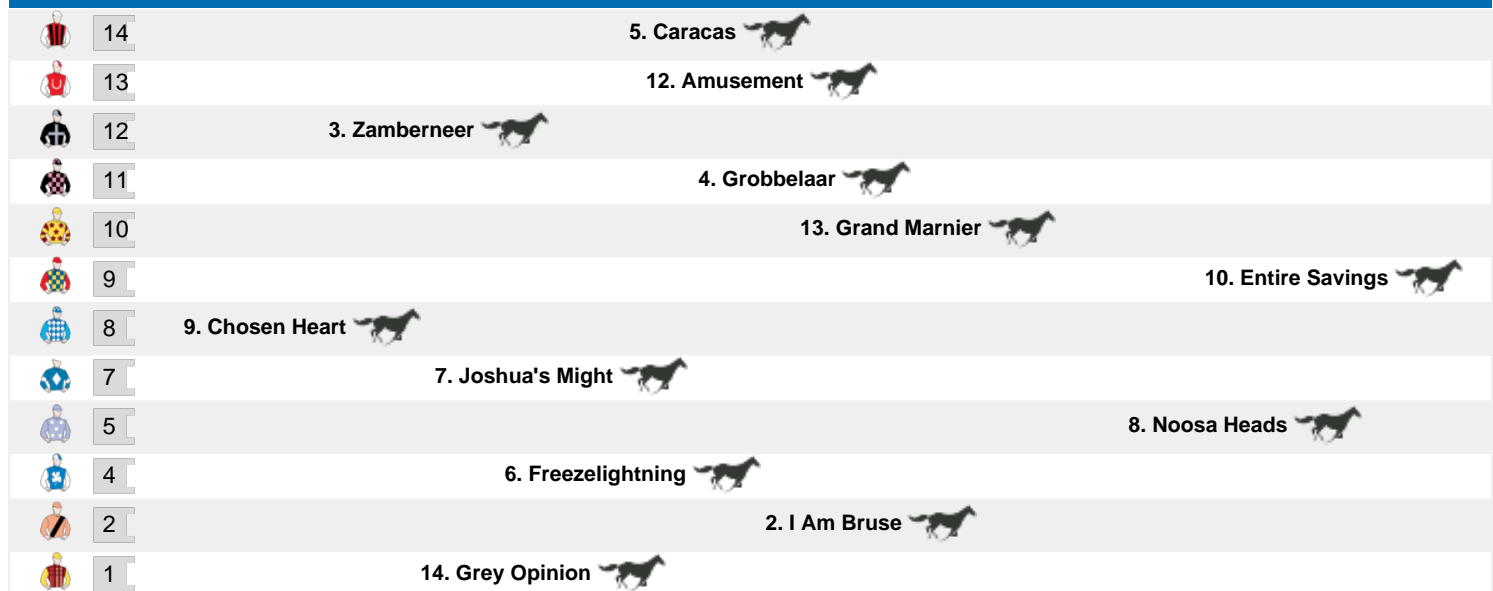 14 5. Caracas
13 12. Amusement
12 3. Zamberneer
11 4. Grobbelaar
10 13. Grand Marnier
9 10. Entire Savings
8 9. Chosen Heart
7 7. Joshua's Might
5 8. Noosa Heads
4 6. Freezelightning
2 2. I Am Bruse
1 14. Grey Opinion